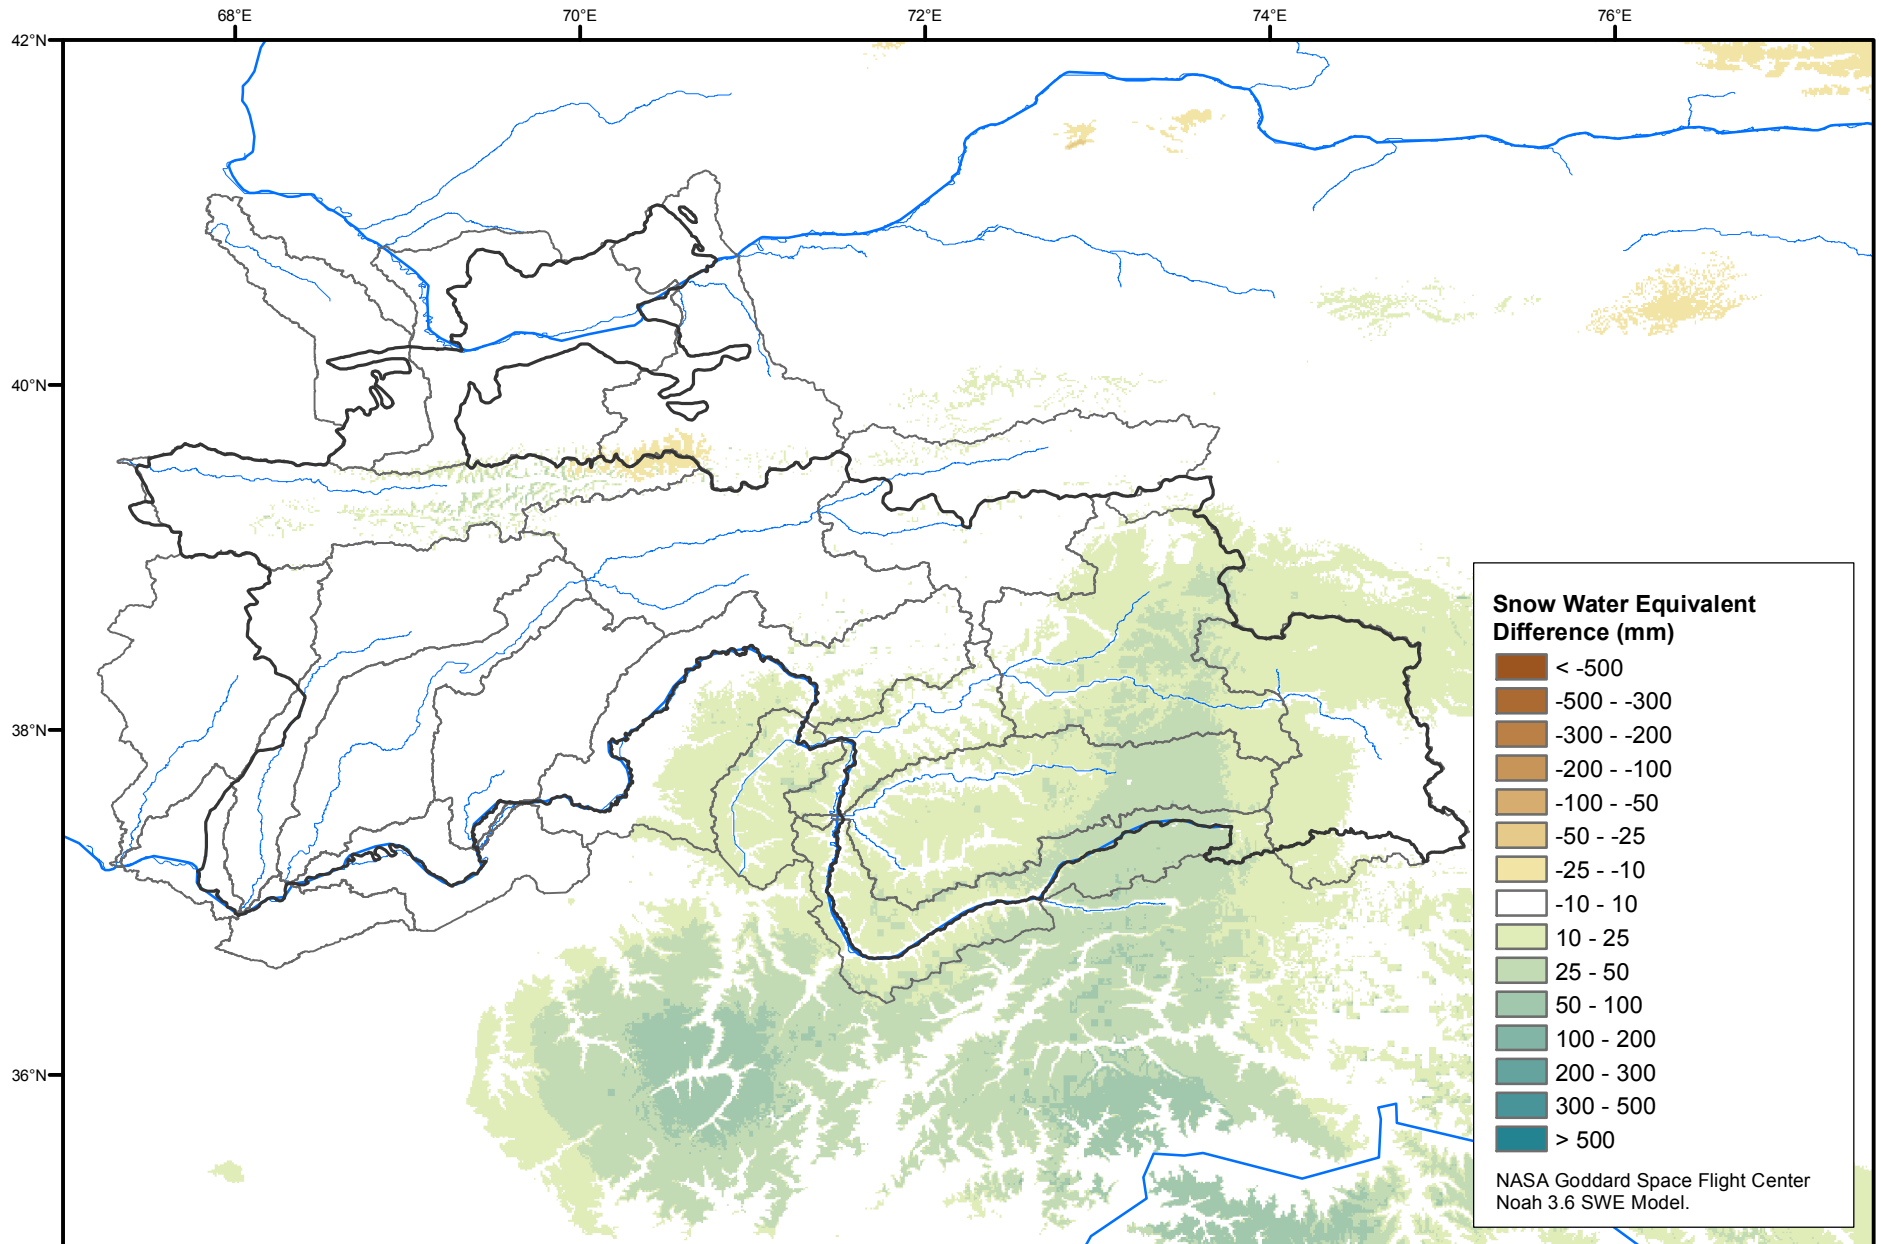 68°E
70°E
72°E
74°E
76°E
42°N
40°N
38°N
36°N
Snow Water Equivalent
Difference (mm)
< -500
-500 - -300
-300 - -200
-200 - -100
-100 - -50
-50 - -25
-25 - -10
-10 - 10
10 - 25
25 - 50
50 - 100
100 - 200
200 - 300
300 - 500
> 500
NASA Goddard Space Flight Center
Noah 3.6 SWE Model.